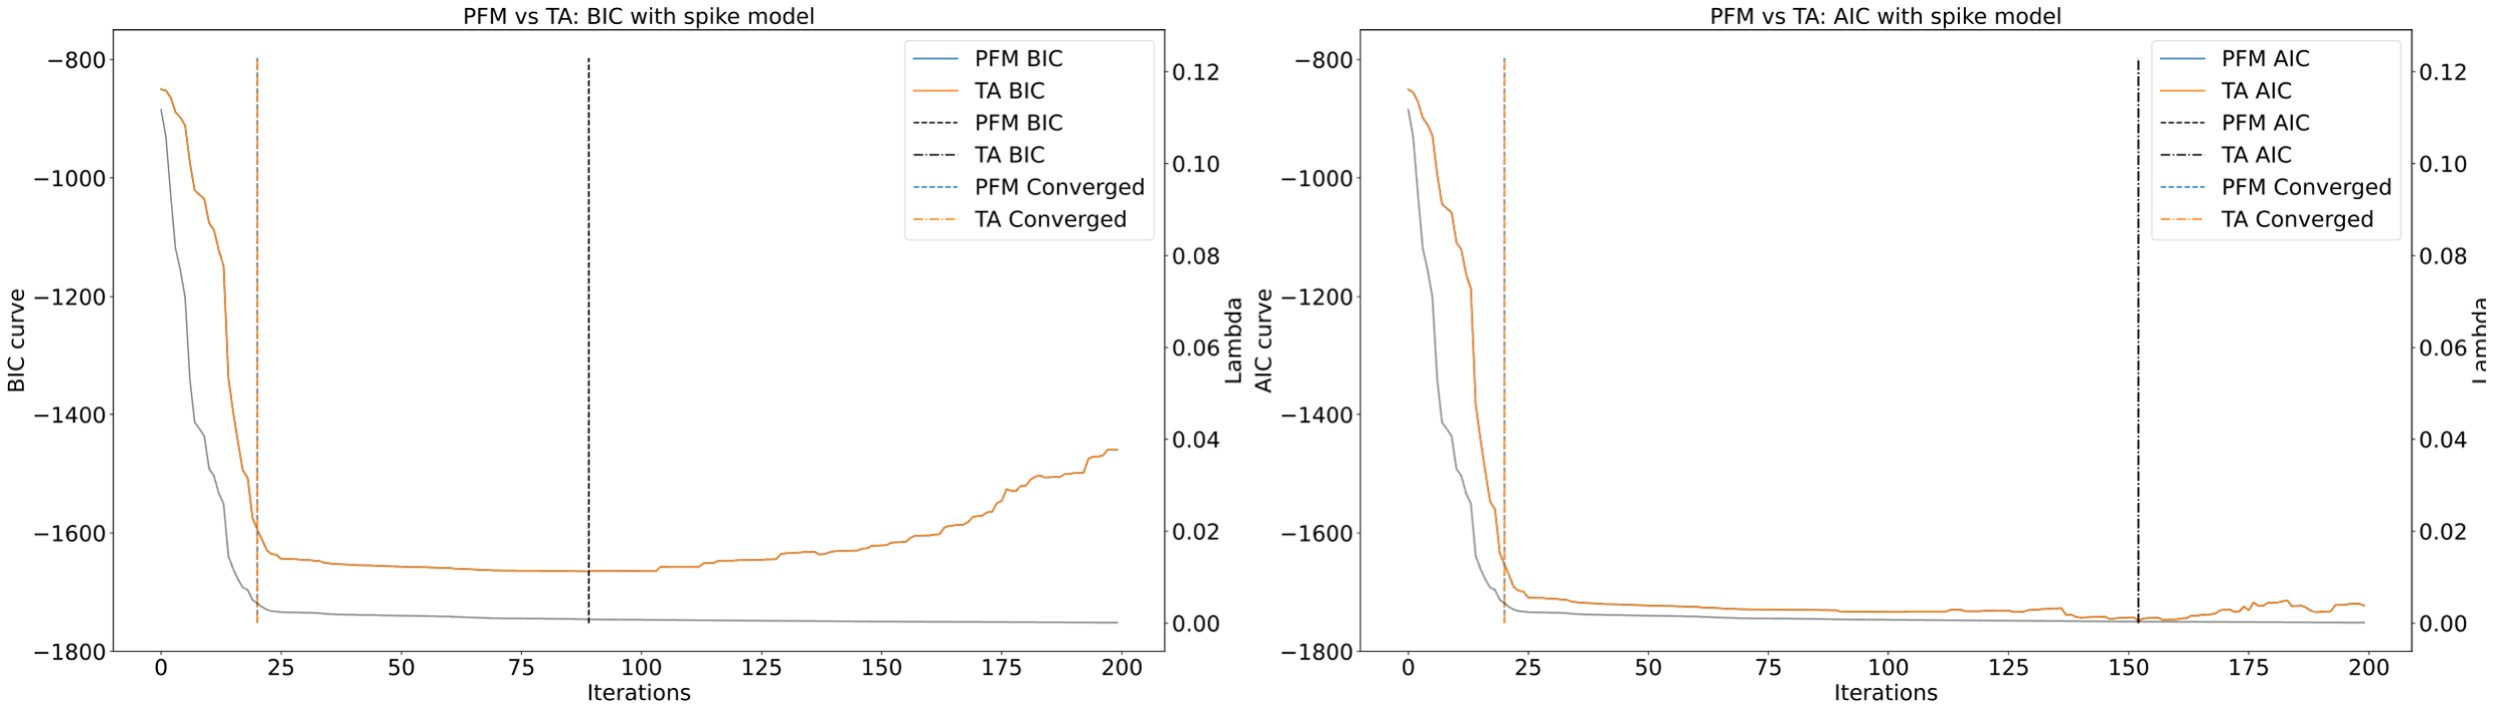 PFM vs TA: BIC with spike model
−800
−1000
−1200
−1400
−1600
−1800
BIC curve
0 25 50 75 100 125 150 175 200
Iterations
0.12
0.10
0.08
0.06
0.04
0.02
0.00
Lambda
PFM BIC
TA BIC
PFM BIC
TA BIC
PFM Converged
TA Converged
PFM vs TA: AIC with spike model
−800
−1000
−1200
−1400
−1600
−1800
AIC curve
0 25 50 75 100 125 150 175 200
Iterations
0.12
0.10
0.08
0.06
0.04
0.02
0.00
Lambda
PFM AIC
TA AIC
PFM AIC
TA AIC
PFM Converged
TA Converged